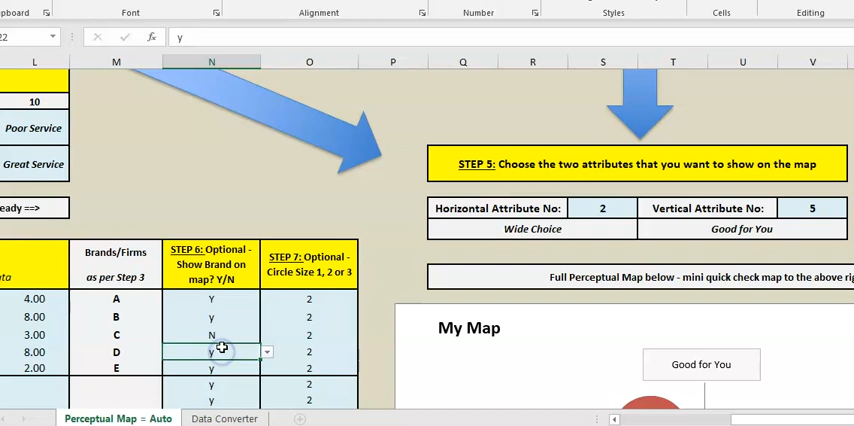 pboard
Font
Alignment
Number
Styles
Cells
Editing
22
fx
y
L
M
N
O
P
Q
R
S
T
U
V
10
Poor Service
Great Service
eady ==>
STEP 5: Choose the two attributes that you want to show on the map
Horizontal Attribute No:
2
Vertical Attribute No:
5
Wide Choice
Good for You
Full Perceptual Map below - mini quick check map to the above rig
ata
Brands/Firms
as per Step 3
STEP 6: Optional -
Show Brand on
map? Y/N
STEP 7: Optional -
Circle Size 1, 2 or 3
4.00 A Y 2
8.00 B y 2
3.00 C N 2
8.00 D y 2
2.00 E y 2
y 2
y 2
My Map
Good for You
Perceptual Map = Auto
Data Converter